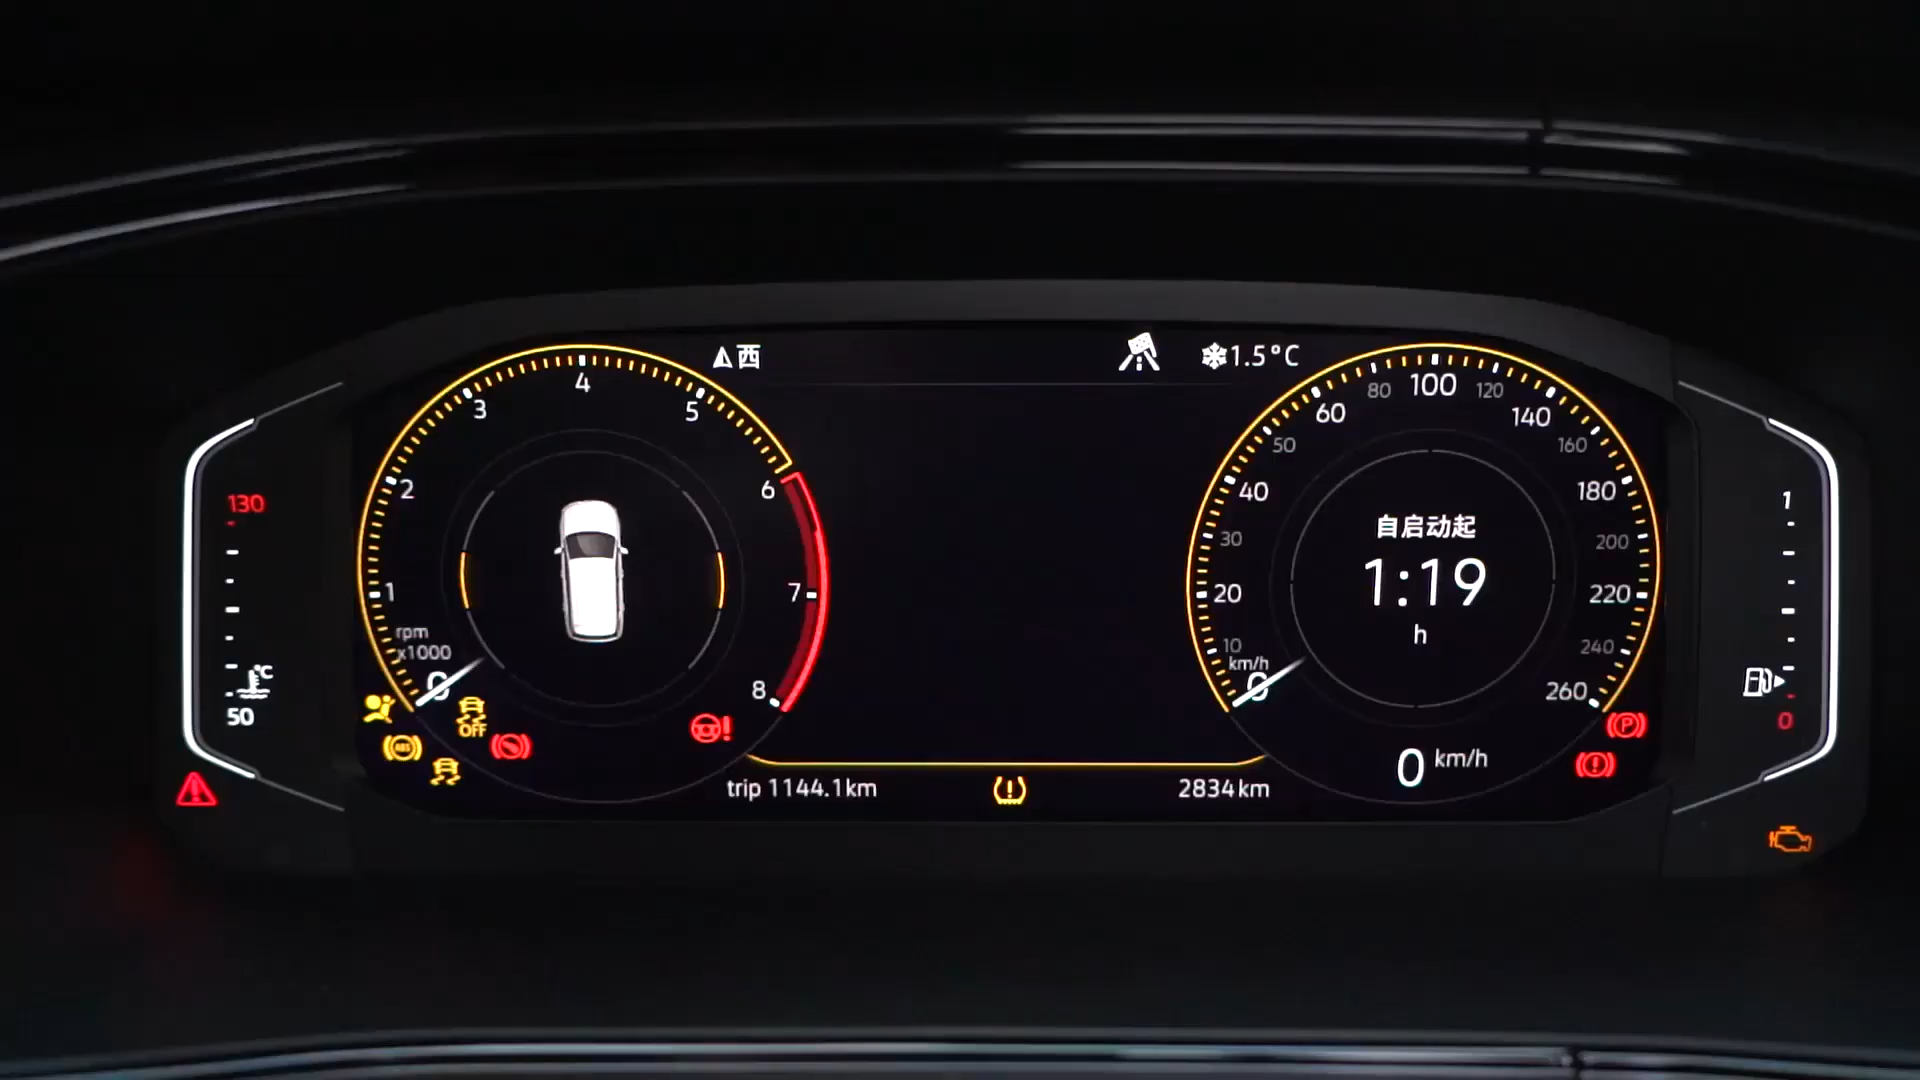 西
1.5°C
130
50
°C
0
1
2
3
4
5
6
7
8
rpm
x1000
OFF
ABS
自启动起
1:19
h
0
10
20
30
40
50
60
80
100
120
140
160
180
200
220
240
260
km/h
0 km/h
P
1
0
trip 1144.1km
2834km